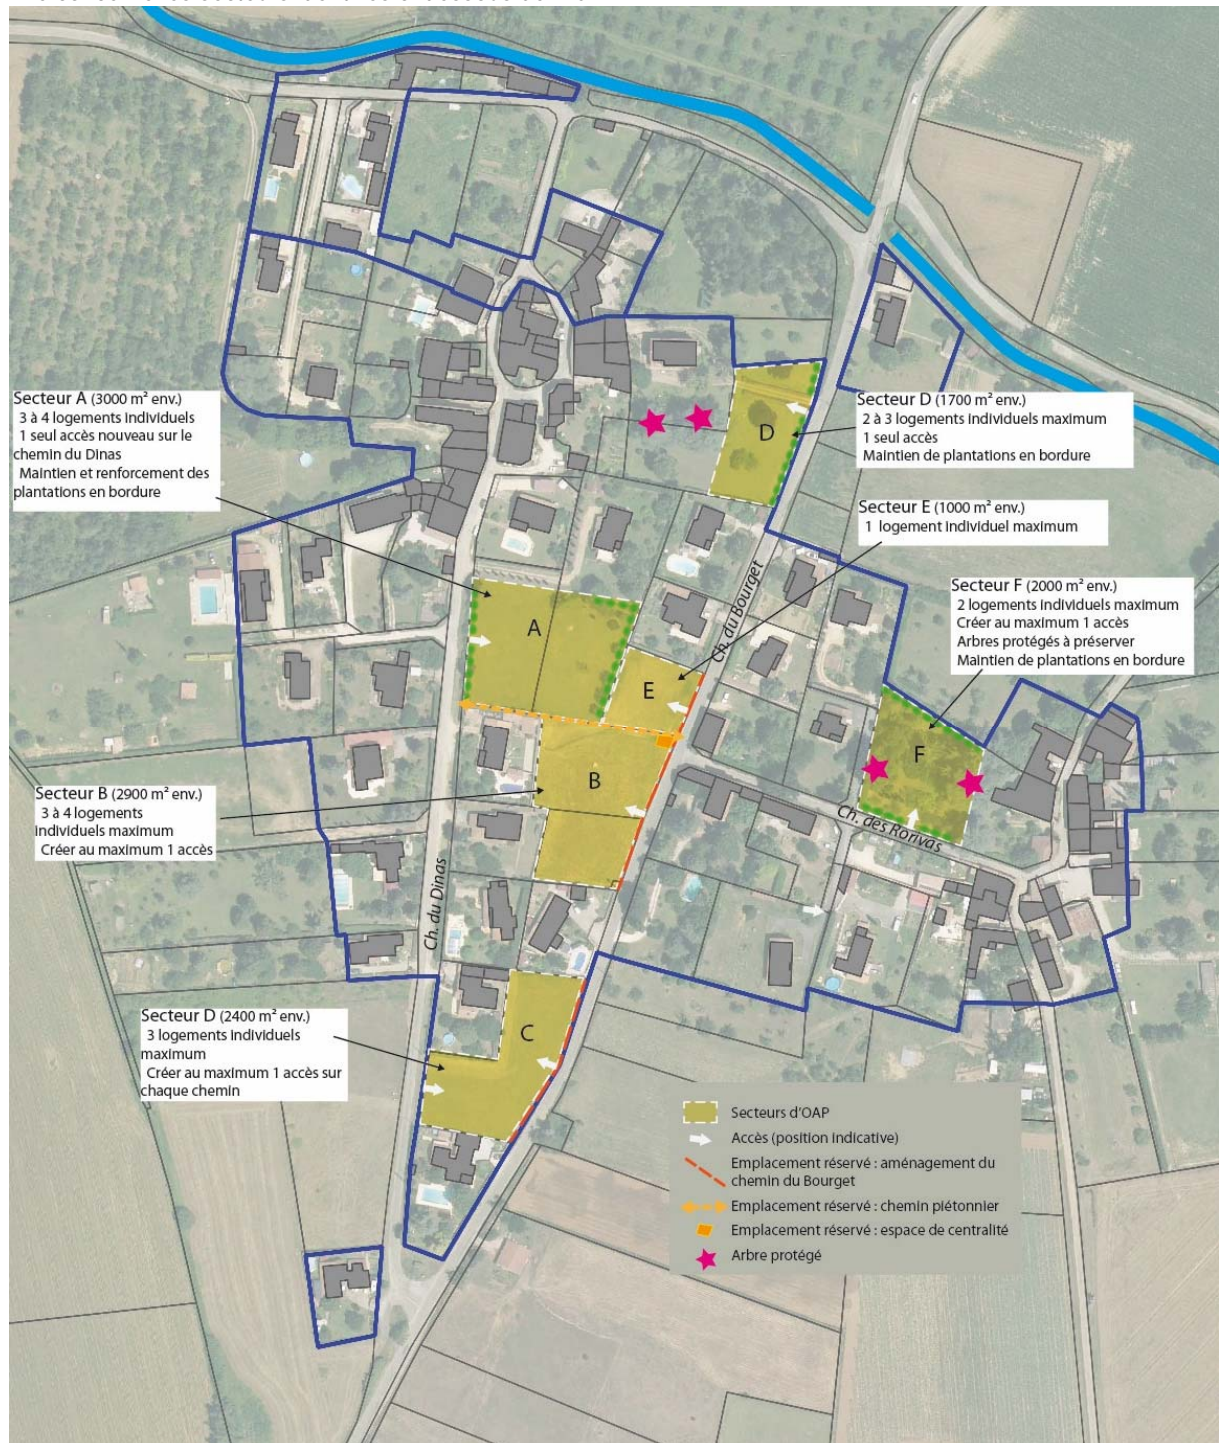 Secteur A (3000 m² env.)
3 à 4 logements individuels
1 seul accès nouveau sur le
chemin du Dinas
Maintien et renforcement des
plantations en bordure
Secteur D (1700 m² env.)
2 à 3 logements individuels maximum
1 seul accès
Maintien de plantations en bordure
Secteur E (1000 m² env.)
1 logement individuel maximum
Secteur F (2000 m² env.)
2 logements individuels maximum
Créer au maximum 1 accès
Arbres protégés à préserver
Maintien de plantations en bordure
Secteur B (2900 m² env.)
3 à 4 logements
individuels maximum
Créer au maximum 1 accès
Secteur D (2400 m² env.)
3 logements individuels
maximum
Créer au maximum 1 accès sur
chaque chemin
D
A
E
B
F
C
Ch. du Bourget
Ch. des Rorivas
Ch. du Dinas
Secteurs d'OAP
Accès (position indicative)
Emplacement réservé : aménagement du
chemin du Bourget
Emplacement réservé : chemin piétonnier
Emplacement réservé : espace de centralité
Arbre protégé